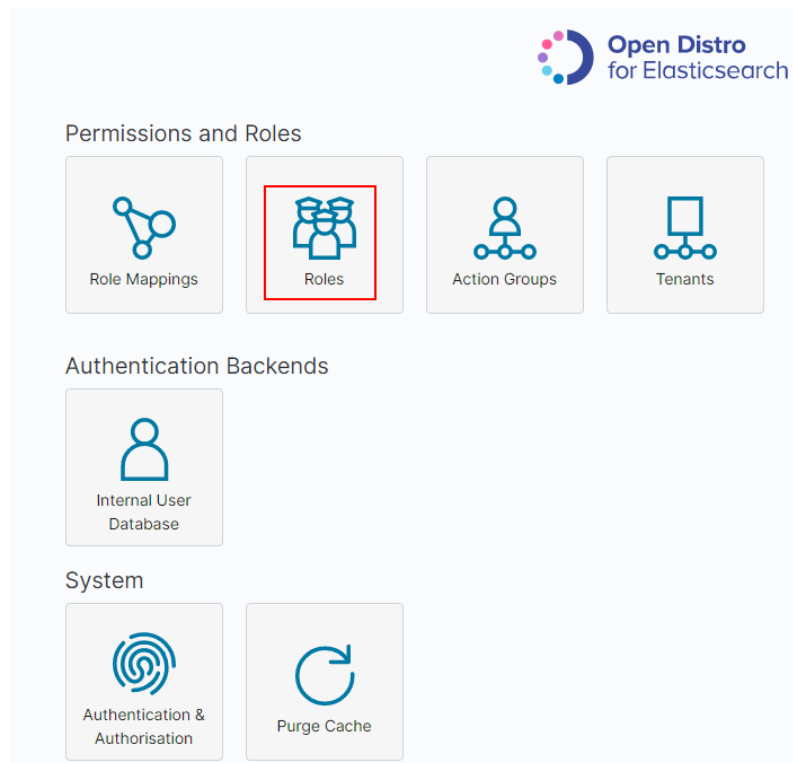 Open Distro
for Elasticsearch
Permissions and Roles
Role Mappings
Roles
Action Groups
Tenants
Authentication Backends
Internal User
Database
System
Authentication &
Authorisation
Purge Cache